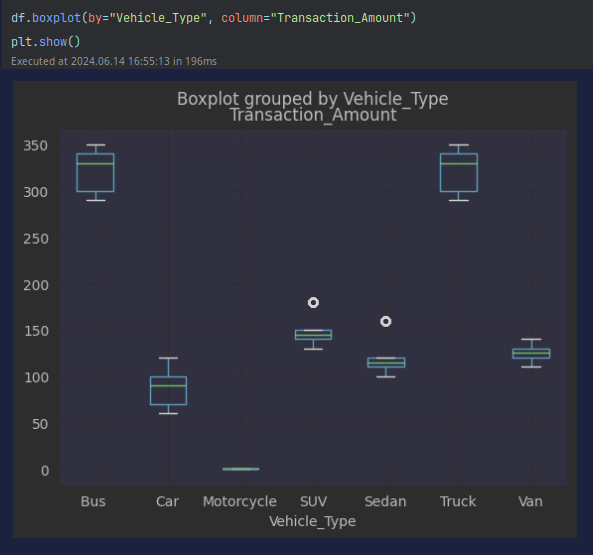 df.boxplot(by="Vehicle_Type", column="Transaction_Amount")
plt.show()
Executed at 2024.06.14 16:55:13 in 196ms
Boxplot grouped by Vehicle_Type
Transaction_Amount
350
300
250
200
150
100
50
0
Bus Car Motorcycle SUV Sedan Truck Van
Vehicle_Type